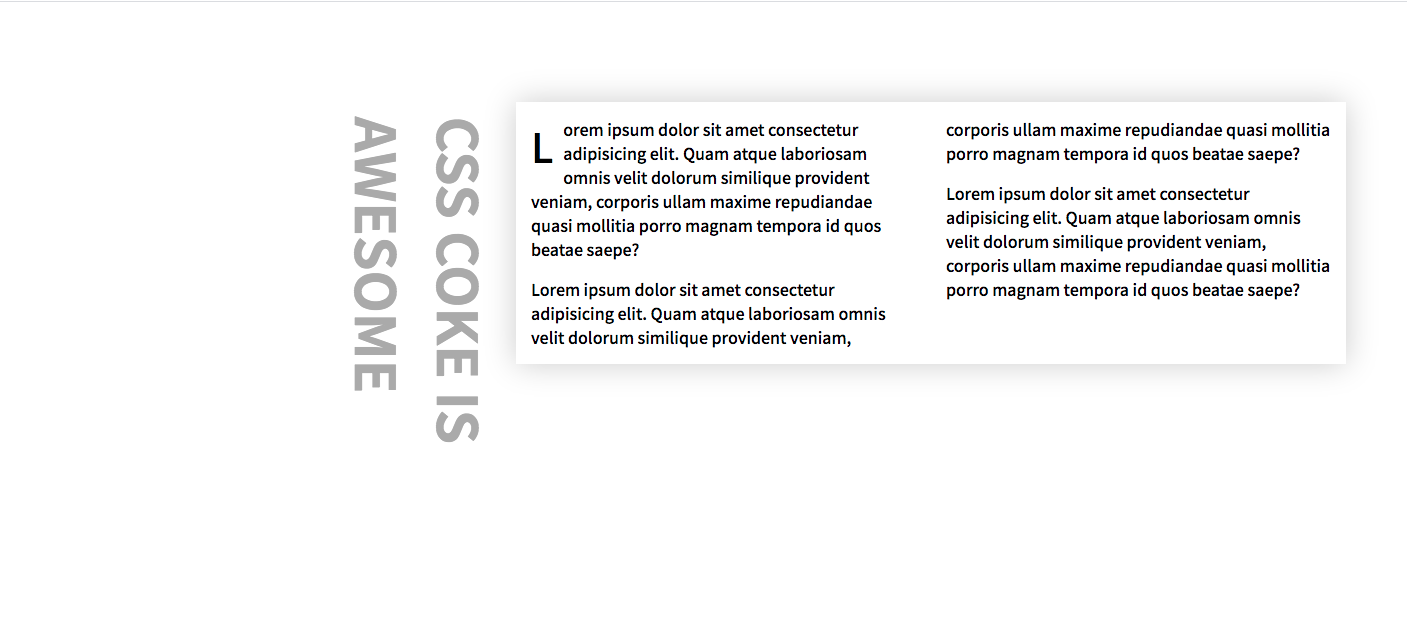 CSS COKE IS
AWESOME
Lorem ipsum dolor sit amet consectetur
adipisicing elit. Quam atque laboriosam
omnis velit dolorum similique provident
veniam, corporis ullam maxime repudiandae
quasi mollitia porro magnam tempora id quos
beatae saepe?
Lorem ipsum dolor sit amet consectetur
adipisicing elit. Quam atque laboriosam omnis
velit dolorum similique provident veniam,
corporis ullam maxime repudiandae quasi mollitia
porro magnam tempora id quos beatae saepe?
Lorem ipsum dolor sit amet consectetur
adipisicing elit. Quam atque laboriosam omnis
velit dolorum similique provident veniam,
corporis ullam maxime repudiandae quasi mollitia
porro magnam tempora id quos beatae saepe?